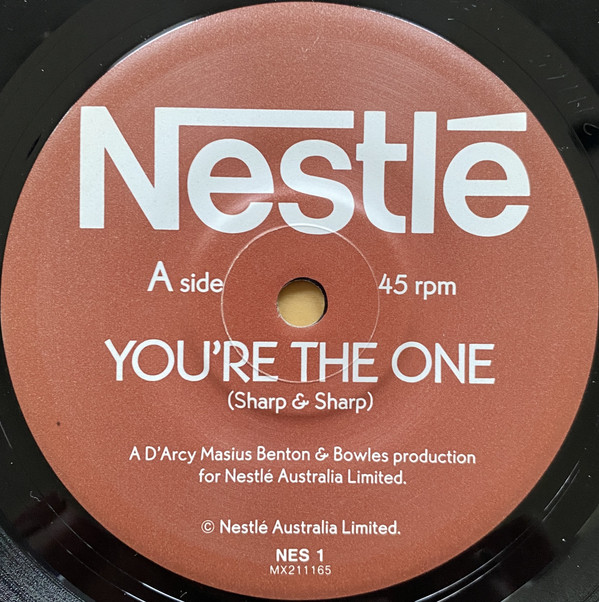 Nestlé
A side 45 rpm
YOU'RE THE ONE
(Sharp & Sharp)
A D'Arcy Masius Benton & Bowles production
for Nestlé Australia Limited.
© Nestlé Australia Limited.
NES 1
MX211165